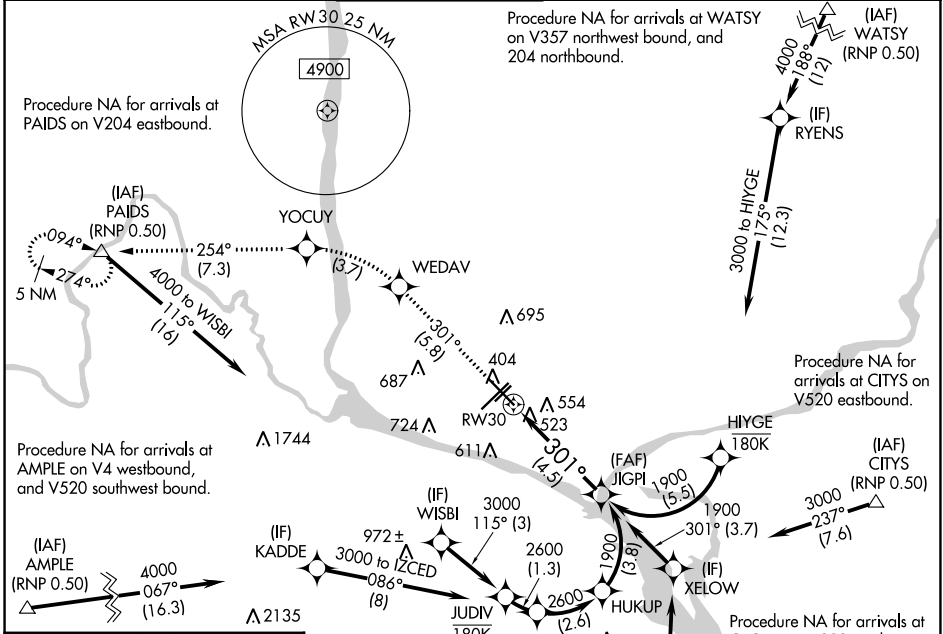 MSA RW30 25 NM
4900
Procedure NA for arrivals at WATSY
on V357 northwest bound, and
204 northbound.
(IAF)
WATSY
(RNP 0.50)
4000
188°
(12)
(IF)
RYENS
3000 to HIYGE
175°
(12.3)
Procedure NA for arrivals at
PAIDS on V204 eastbound.
(IAF)
PAIDS
(RNP 0.50)
094°
274°
5 NM
YOCUY
254°
(7.3)
(3.7)
WEDAV
4000 to WISBI
115°
(16)
301°
(5.8)
695
404
687
554
523
RW30
724
611
1744
Procedure NA for
arrivals at CITYS on
V520 eastbound.
HIYGE
180K
(IAF)
CITYS
(RNP 0.50)
3000
237°
(7.6)
301°
(4.5)
(FAF)
JIGPI
1900
(5.5)
1900
301° (3.7)
Procedure NA for arrivals at
AMPLE on V4 westbound,
and V520 southwest bound.
(IF)
WISBI
3000
115° (3)
972±
(IF)
KADDE
3000 to IZCED
086°
(8)
2600
(1.3)
1900
(3.8)
(IF)
XELOW
(IAF)
AMPLE
(RNP 0.50)
4000
067°
(16.3)
2135
JUDIV
180K
2600
(2.6)
HUKUP
Procedure NA for arrivals at